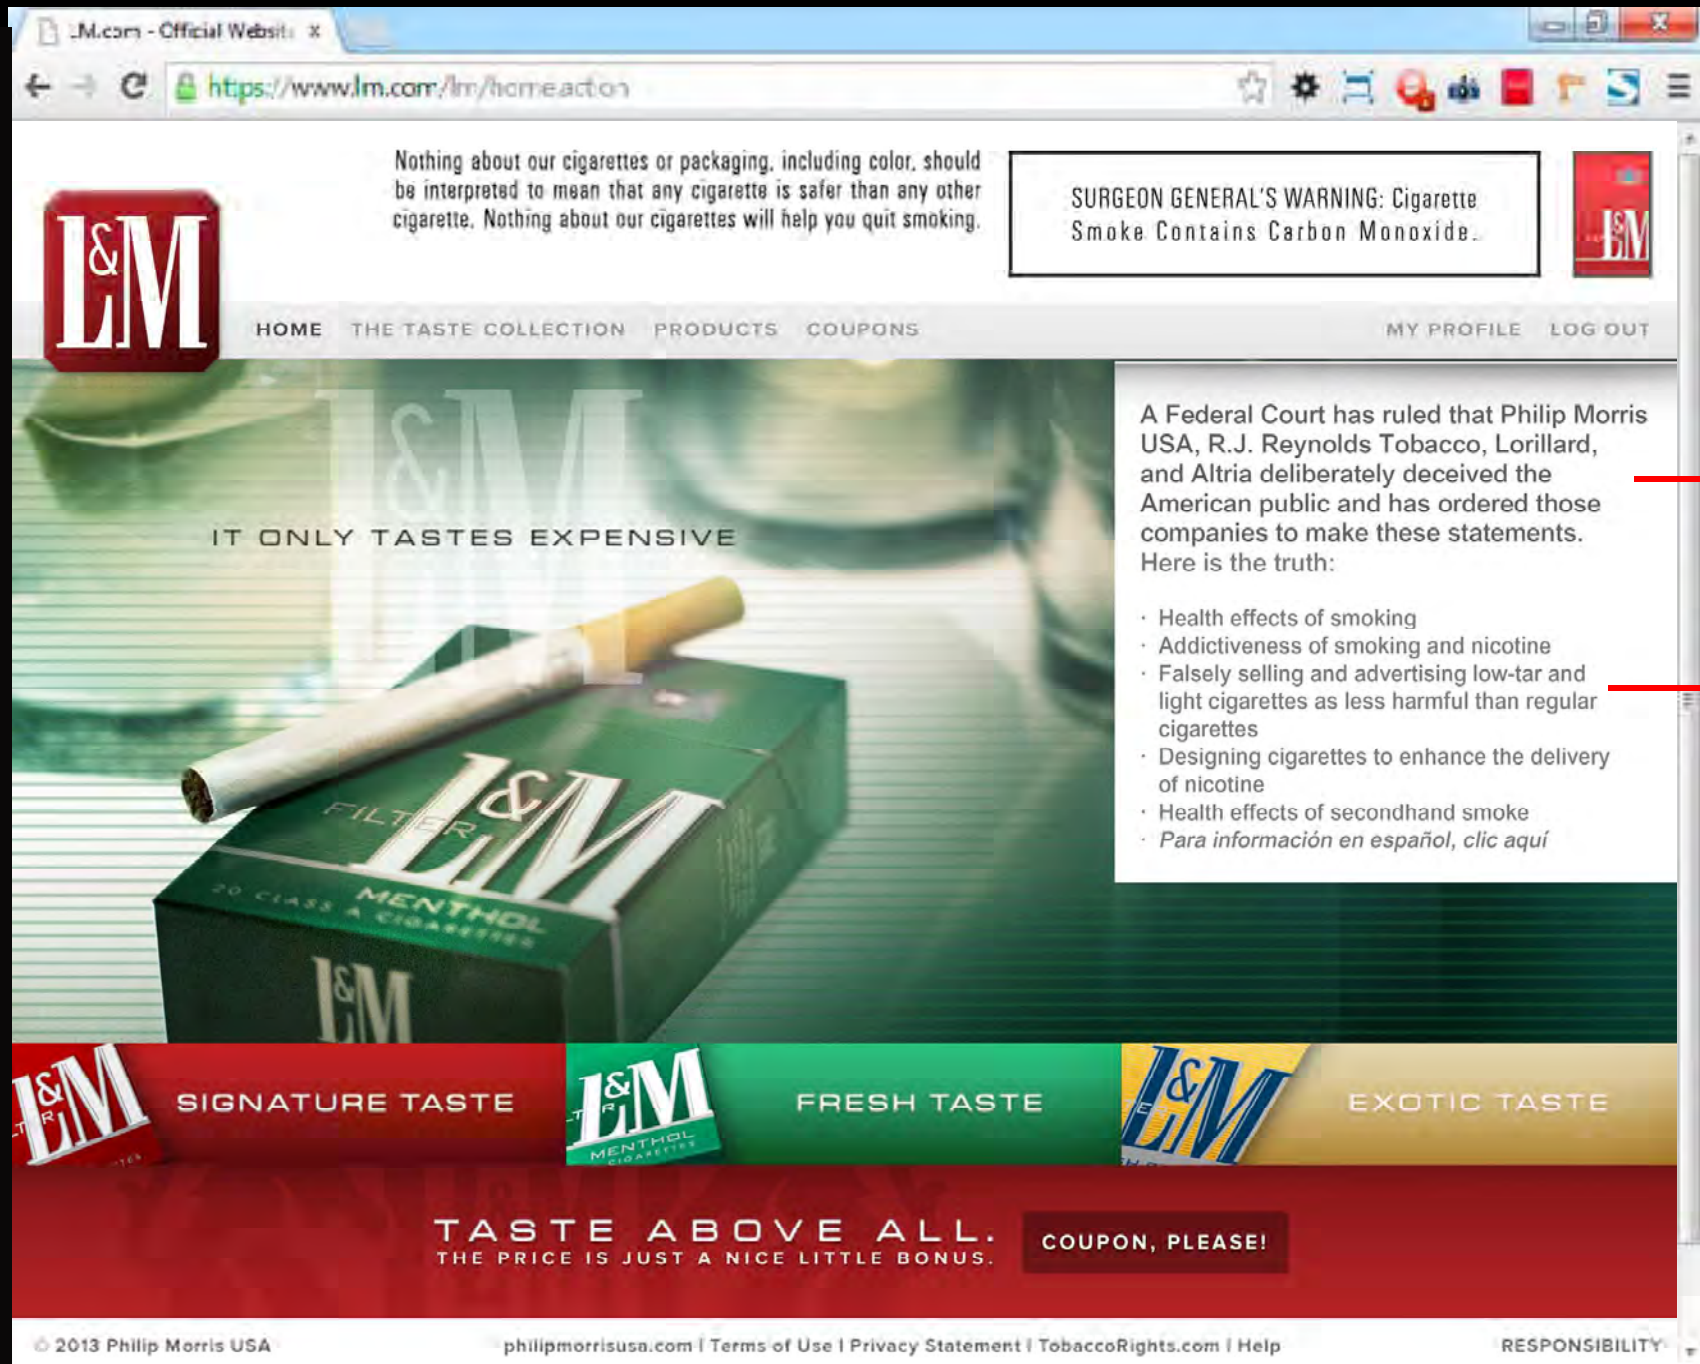 LM.com - Official Website
https://www.lm.com/lm/home.action
Nothing about our cigarettes or packaging, including color, should
be interpreted to mean that any cigarette is safer than any other
cigarette. Nothing about our cigarettes will help you quit smoking.
SURGEON GENERAL'S WARNING: Cigarette
Smoke Contains Carbon Monoxide.
L&M
L&M
HOME THE TASTE COLLECTION PRODUCTS COUPONS
MY PROFILE LOG OUT
L&M
IT ONLY TASTES EXPENSIVE
A Federal Court has ruled that Philip Morris
USA, R.J. Reynolds Tobacco, Lorillard,
and Altria deliberately deceived the
American public and has ordered those
companies to make these statements.
Here is the truth:
· Health effects of smoking
· Addictiveness of smoking and nicotine
· Falsely selling and advertising low-tar and
light cigarettes as less harmful than regular
cigarettes
· Designing cigarettes to enhance the delivery
of nicotine
· Health effects of secondhand smoke
· Para información en español, clic aquí
FILTER
L&M
MENTHOL
20 CLASS A CIGARETTES
L&M
L&M
SIGNATURE TASTE
L&M
MENTHOL
CIGARETTES
FRESH TASTE
L&M
EXOTIC TASTE
TASTE ABOVE ALL.
THE PRICE IS JUST A NICE LITTLE BONUS.
COUPON, PLEASE!
© 2013 Philip Morris USA
philipmorrisusa.com | Terms of Use | Privacy Statement | TobaccoRights.com | Help
RESPONSIBILITY